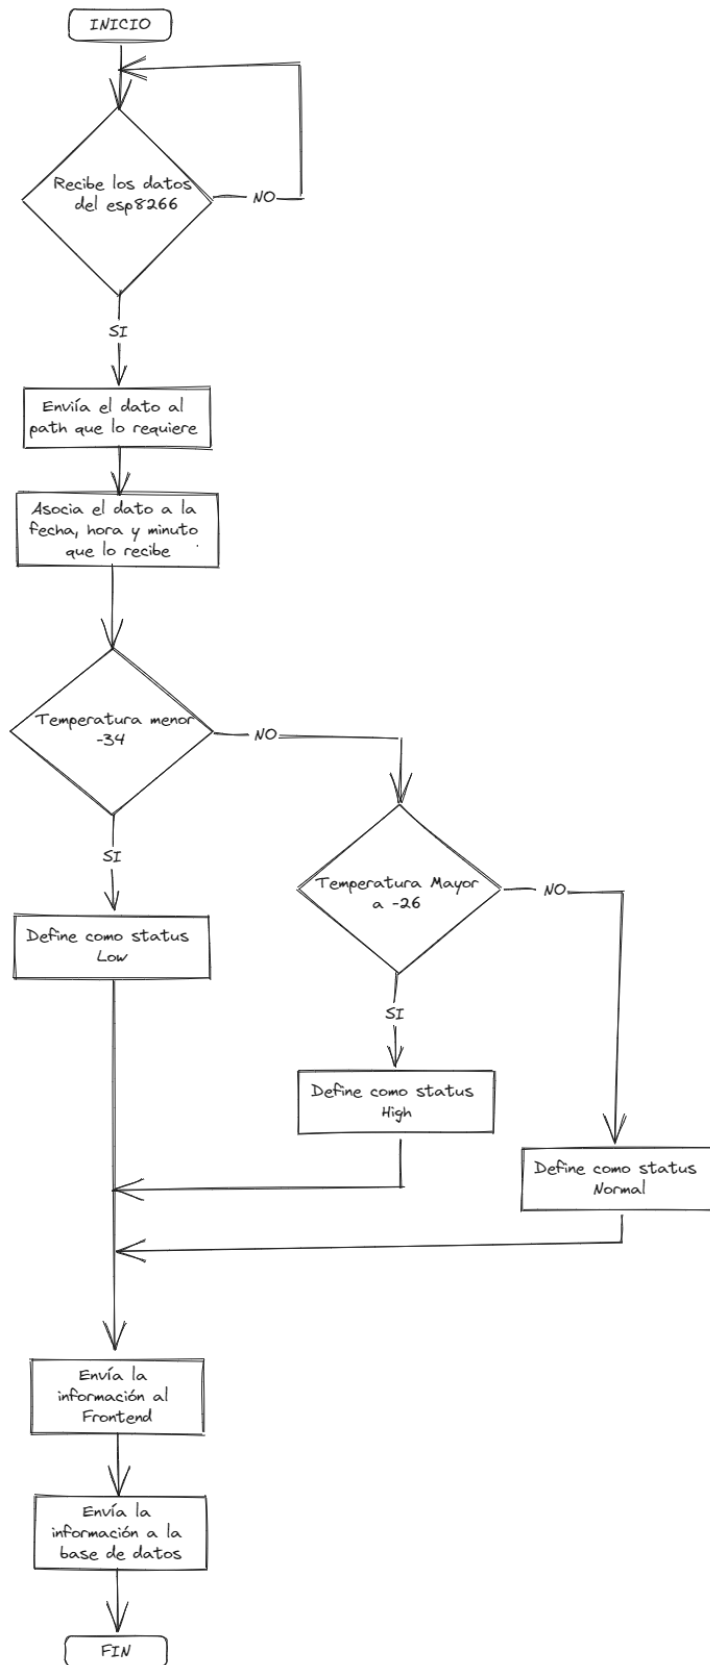 INICIO
Recibe los datos
del esp8266
NO
SI
Enviía el dato al
path que lo requiere
Asocia el dato a la
fecha, hora y minuto
que lo recibe
Temperatura menor
-34
NO
SI
Temperatura Mayor
a -26
NO
Define como status
Low
SI
Define como status
High
Define como status
Normal
Envía la
información al
Frontend
Envía la
información a la
base de datos
FIN